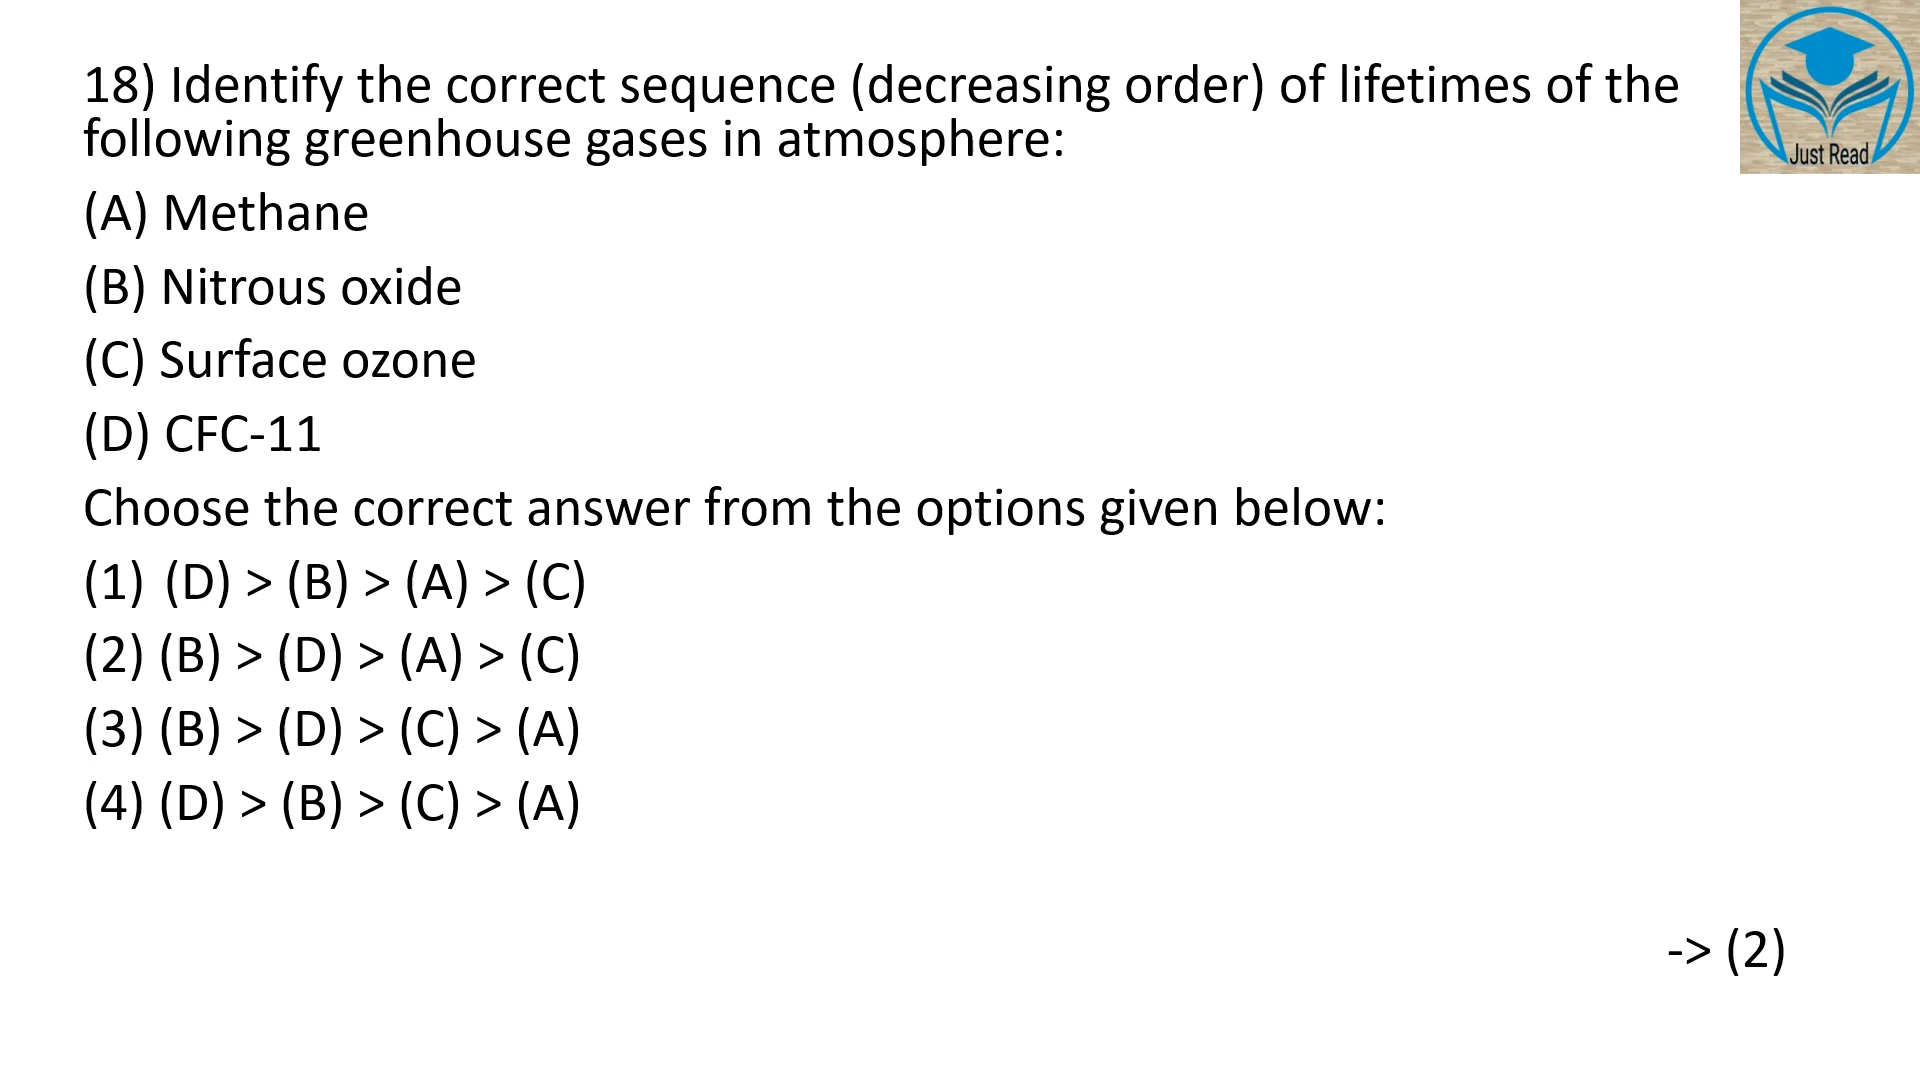 18) Identify the correct sequence (decreasing order) of lifetimes of the
following greenhouse gases in atmosphere:
(A) Methane
(B) Nitrous oxide
(C) Surface ozone
(D) CFC-11
Choose the correct answer from the options given below:
(1) (D) > (B) > (A) > (C)
(2) (B) > (D) > (A) > (C)
(3) (B) > (D) > (C) > (A)
(4) (D) > (B) > (C) > (A)
-> (2)
Just Read